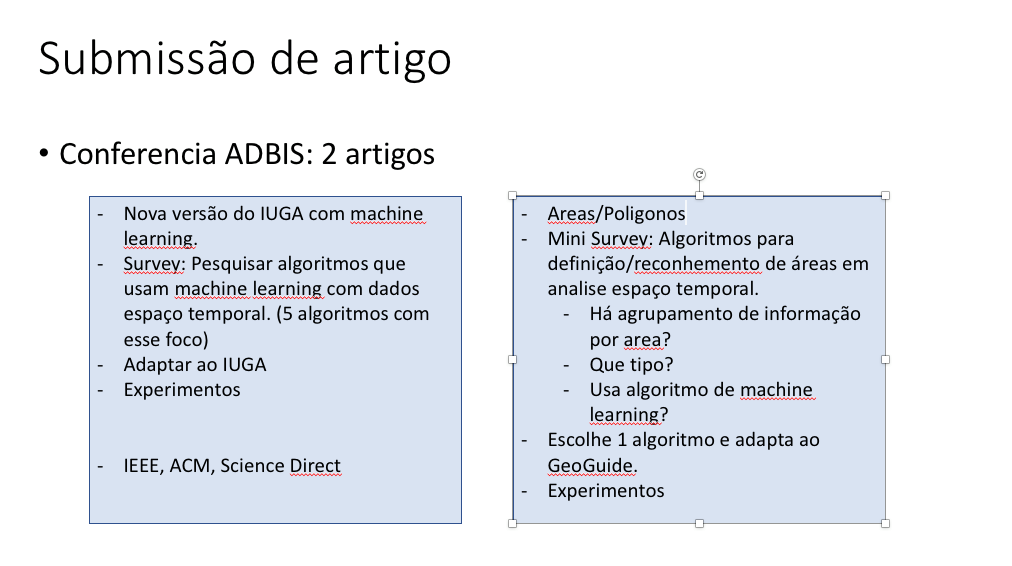 Submissão de artigo
• Conferencia ADBIS: 2 artigos
- Nova versão do IUGA com machine
learning.
- Survey: Pesquisar algoritmos que
usam machine learning com dados
espaço temporal. (5 algoritmos com
esse foco)
- Adaptar ao IUGA
- Experimentos
- IEEE, ACM, Science Direct
- Areas/Poligonos
- Mini Survey: Algoritmos para
definição/reconhemento de áreas em
analise espaço temporal.
- Há agrupamento de informação
por area?
- Que tipo?
- Usa algoritmo de machine
learning?
- Escolhe 1 algoritmo e adapta ao
GeoGuide.
- Experimentos